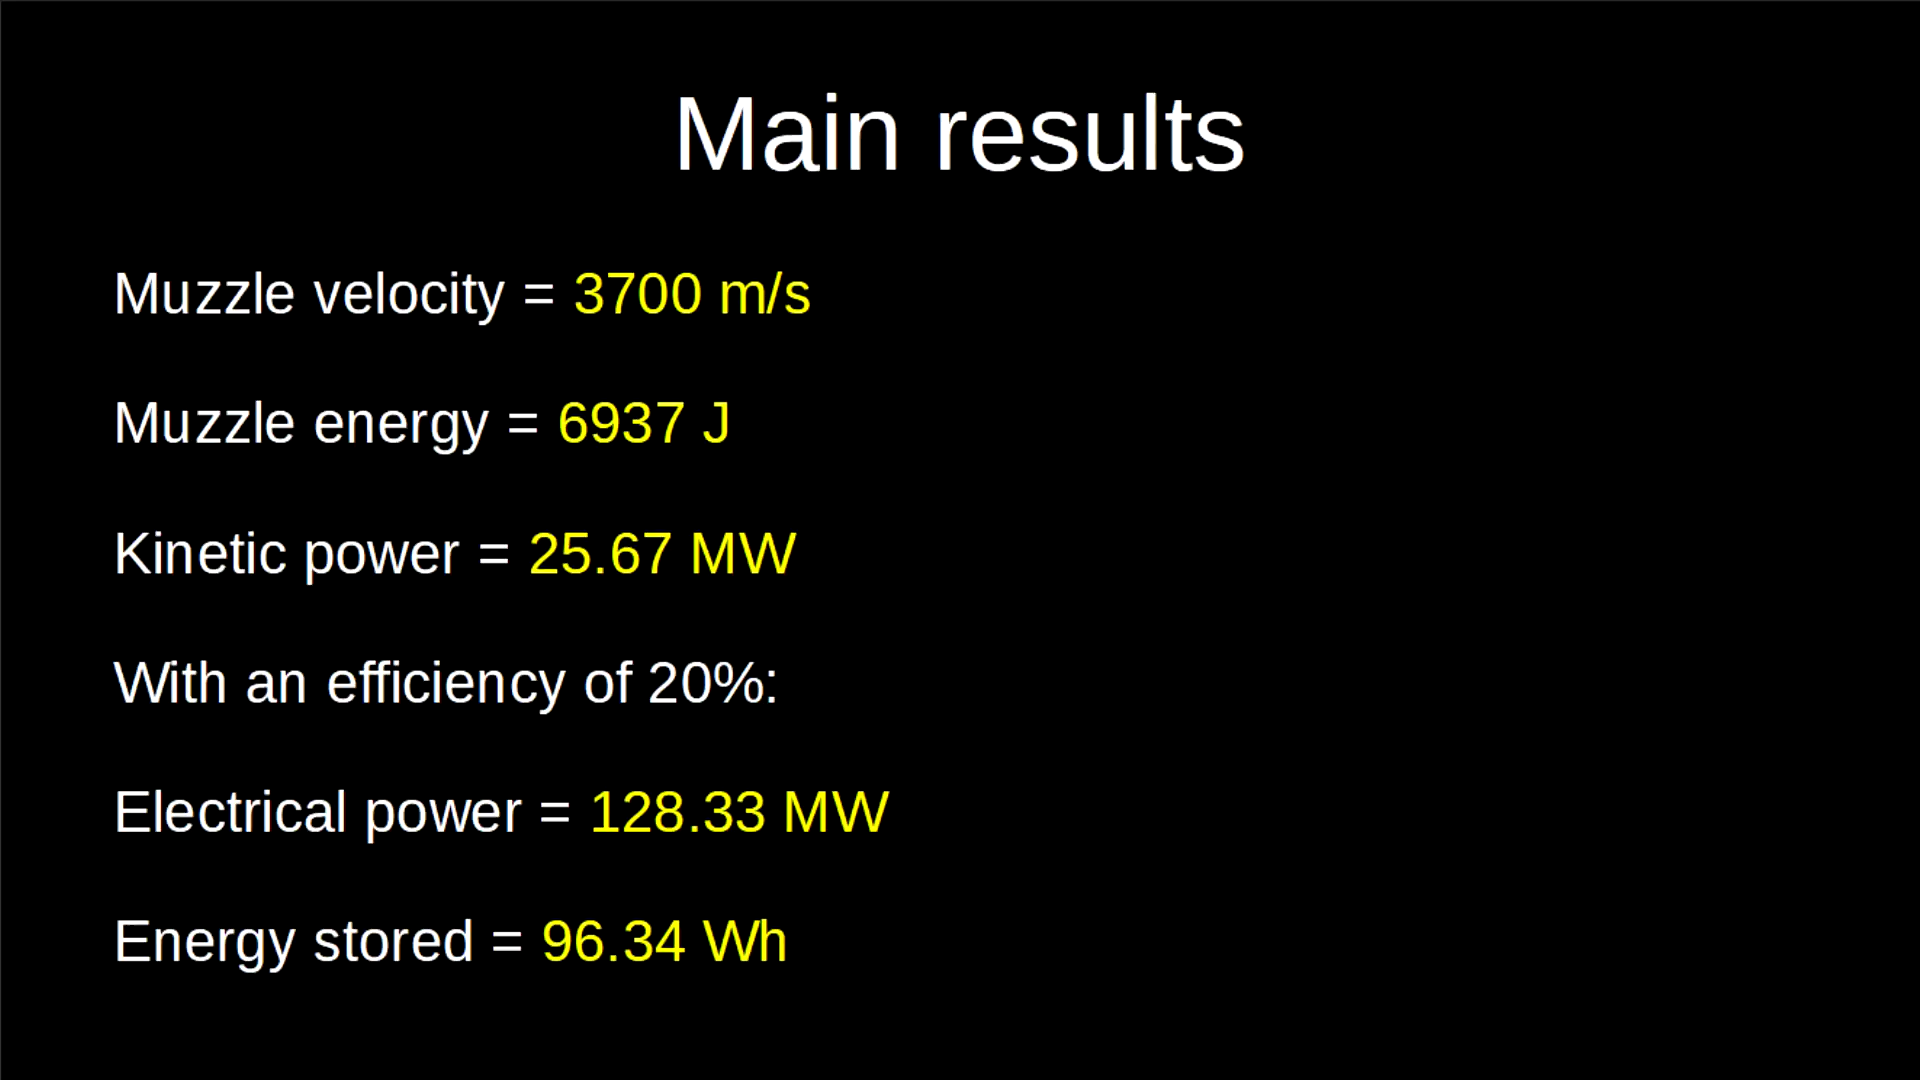 Main results
Muzzle velocity = 3700 m/s
Muzzle energy = 6937 J
Kinetic power = 25.67 MW
With an efficiency of 20%:
Electrical power = 128.33 MW
Energy stored = 96.34 Wh